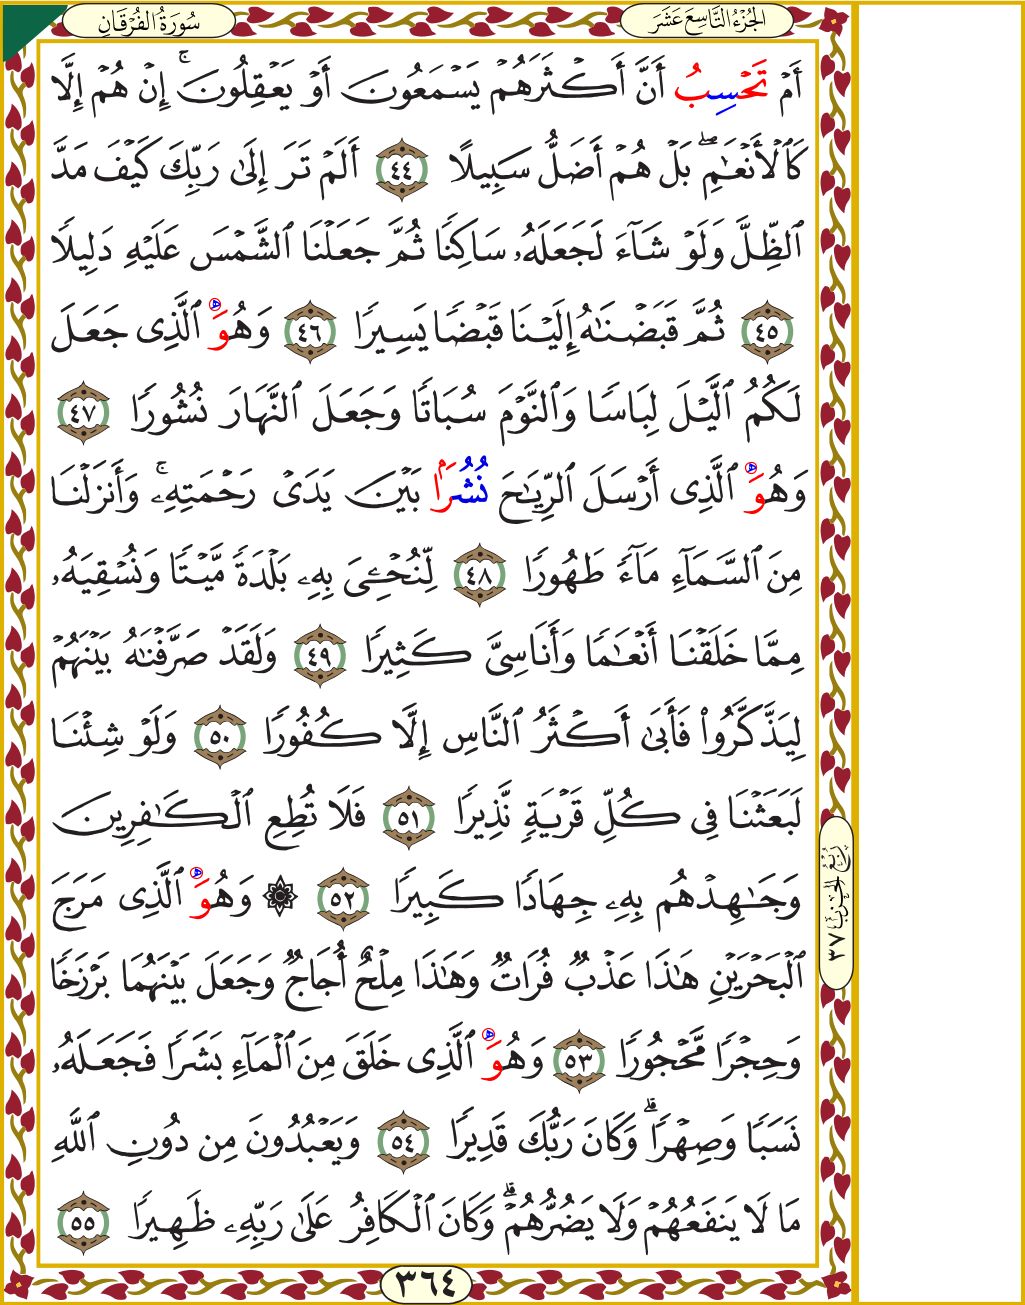 الجُزْءُ التَّاسِعَ عَشَرَ
سُورَةُ الفُرْقَانِ
أَمۡ تَحۡسِبُ أَنَّ أَكۡثَرَهُمۡ يَسۡمَعُونَ أَوۡ يَعۡقِلُونَۚ إِنۡ هُمۡ إِلَّا
كَٱلۡأَنۡعَٰمِۖ بَلۡ هُمۡ أَضَلُّ سَبِيلًا ٤٤ أَلَمۡ تَرَ إِلَىٰ رَبِّكَ كَيۡفَ مَدَّ
ٱلظِّلَّ وَلَوۡ شَآءَ لَجَعَلَهُۥ سَاكِنٗا ثُمَّ جَعَلۡنَا ٱلشَّمۡسَ عَلَيۡهِ دَلِيلٗا
٤٥ ثُمَّ قَبَضۡنَٰهُ إِلَيۡنَا قَبۡضٗا يَسِيرٗا ٤٦ وَهُوَ ٱلَّذِي جَعَلَ
لَكُمُ ٱلَّيۡلَ لِبَاسٗا وَٱلنَّوۡمَ سُبَاتٗا وَجَعَلَ ٱلنَّهَارَ نُشُورٗا ٤٧
وَهُوَ ٱلَّذِي أَرۡسَلَ ٱلرِّيَٰحَ نُشُرَۢا بَيۡنَ يَدَيۡ رَحۡمَتِهِۦۚ وَأَنزَلۡنَا
مِنَ ٱلسَّمَآءِ مَآءٗ طَهُورٗا ٤٨ لِّنُحۡـِۧيَ بِهِۦ بَلۡدَةٗ مَّيۡتٗا وَنُسۡقِيَهُۥ
مِمَّا خَلَقۡنَآ أَنۡعَٰمٗا وَأَنَاسِيَّ كَثِيرٗا ٤٩ وَلَقَدۡ صَرَّفۡنَٰهُ بَيۡنَهُمۡ
لِيَذَّكَّرُواْ فَأَبَىٰٓ أَكۡثَرُ ٱلنَّاسِ إِلَّا كُفُورٗا ٥٠ وَلَوۡ شِئۡنَا
لَبَعَثۡنَا فِي كُلِّ قَرۡيَةٖ نَّذِيرٗا ٥١ فَلَا تُطِعِ ٱلۡكَٰفِرِينَ
وَجَٰهِدۡهُم بِهِۦ جِهَادٗا كَبِيرٗا ٥٢ ۞ وَهُوَ ٱلَّذِي مَرَجَ
ٱلۡبَحۡرَيۡنِ هَٰذَا عَذۡبٞ فُرَاتٞ وَهَٰذَا مِلۡحٌ أُجَاجٞ وَجَعَلَ بَيۡنَهُمَا بَرۡزَخٗا
وَحِجۡرٗا مَّحۡجُورٗا ٥٣ وَهُوَ ٱلَّذِي خَلَقَ مِنَ ٱلۡمَآءِ بَشَرٗا فَجَعَلَهُۥ
نَسَبٗا وَصِهۡرٗاۗ وَكَانَ رَبُّكَ قَدِيرٗا ٥٤ وَيَعۡبُدُونَ مِن دُونِ ٱللَّهِ
مَا لَا يَنفَعُهُمۡ وَلَا يَضُرُّهُمۡۗ وَكَانَ ٱلۡكَافِرُ عَلَىٰ رَبِّهِۦ ظَهِيرٗا ٥٥
رُبْعُ الحِزْبِ ٣٧
٣٦٤